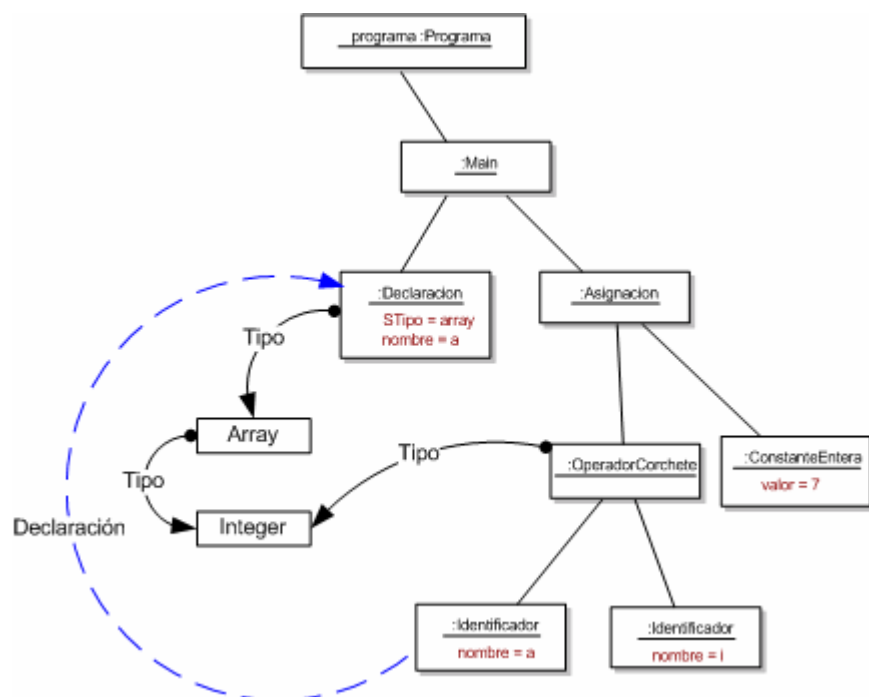 programa :Programa
:Main
:Declaracion
STipo = array
nombre = a
:Asignacion
Tipo
Array
Tipo
:OperadorCorchete
:ConstanteEntera
valor = 7
Tipo
Integer
Declaración
:Identificador
nombre = a
:Identificador
nombre = i